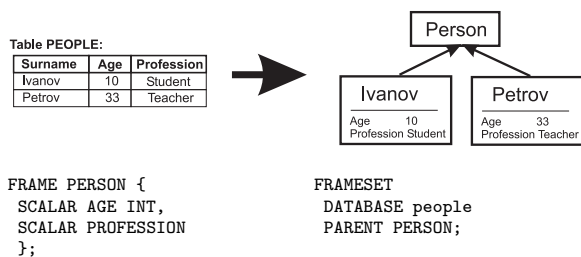 Table PEOPLE:
Surname Age Profession
Ivanov 10 Student
Petrov 33 Teacher
Person
Ivanov
Age 10
Profession Student
Petrov
Age 33
Profession Teacher
FRAME PERSON {
SCALAR AGE INT,
SCALAR PROFESSION
};
FRAMESET
DATABASE people
PARENT PERSON;